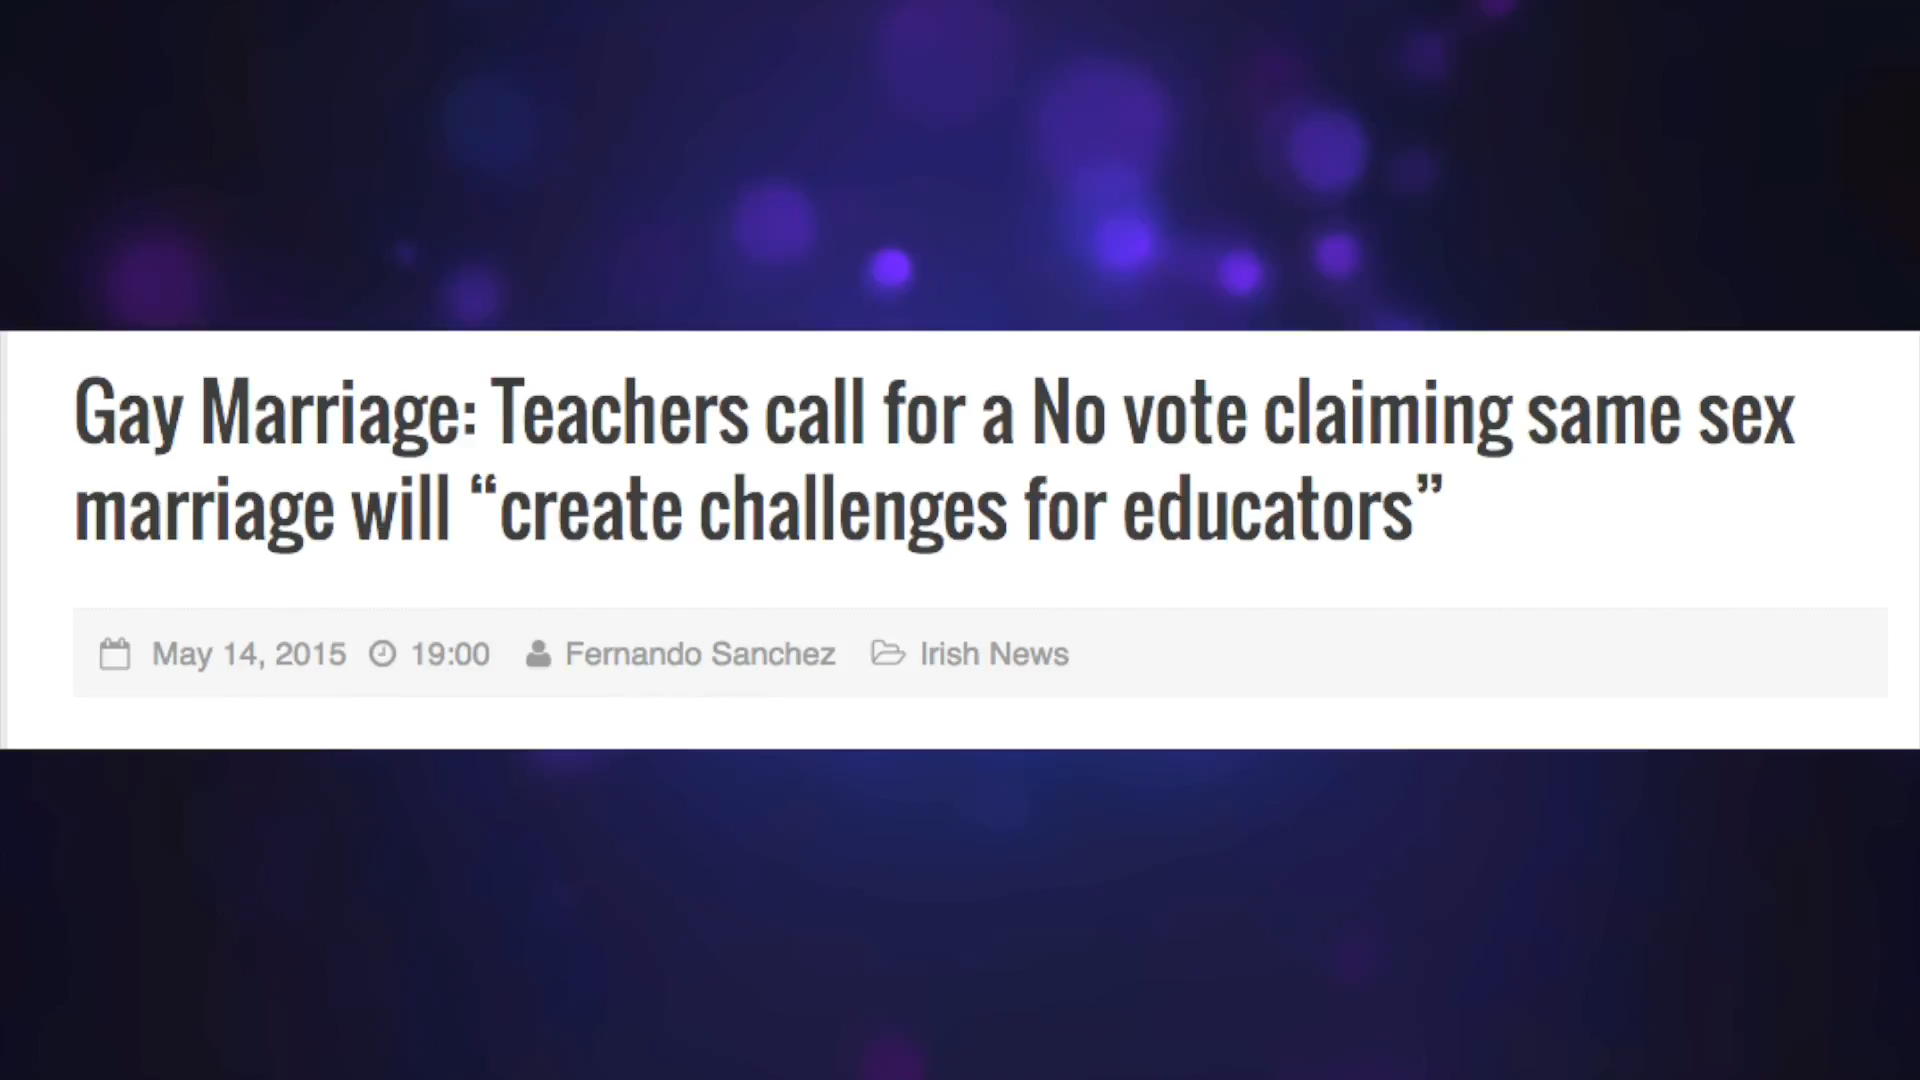 Gay Marriage: Teachers call for a No vote claiming same sex
marriage will “create challenges for educators”
May 14, 2015 19:00 Fernando Sanchez Irish News